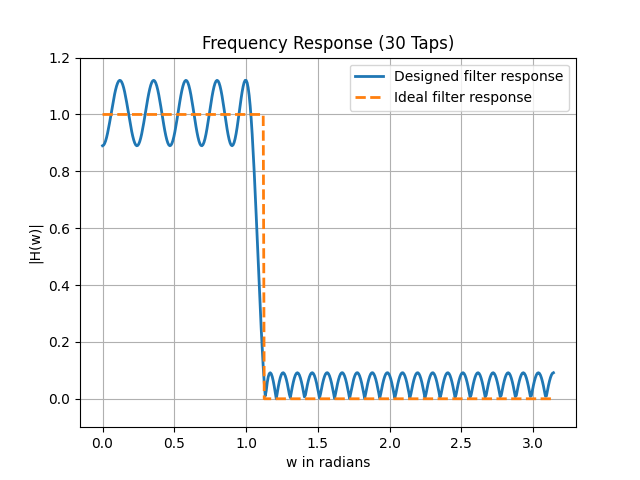 Frequency Response (30 Taps)
Designed filter response
Ideal filter response
|H(w)|
1.2
1.0
0.8
0.6
0.4
0.2
0.0
0.0 0.5 1.0 1.5 2.0 2.5 3.0
w in radians